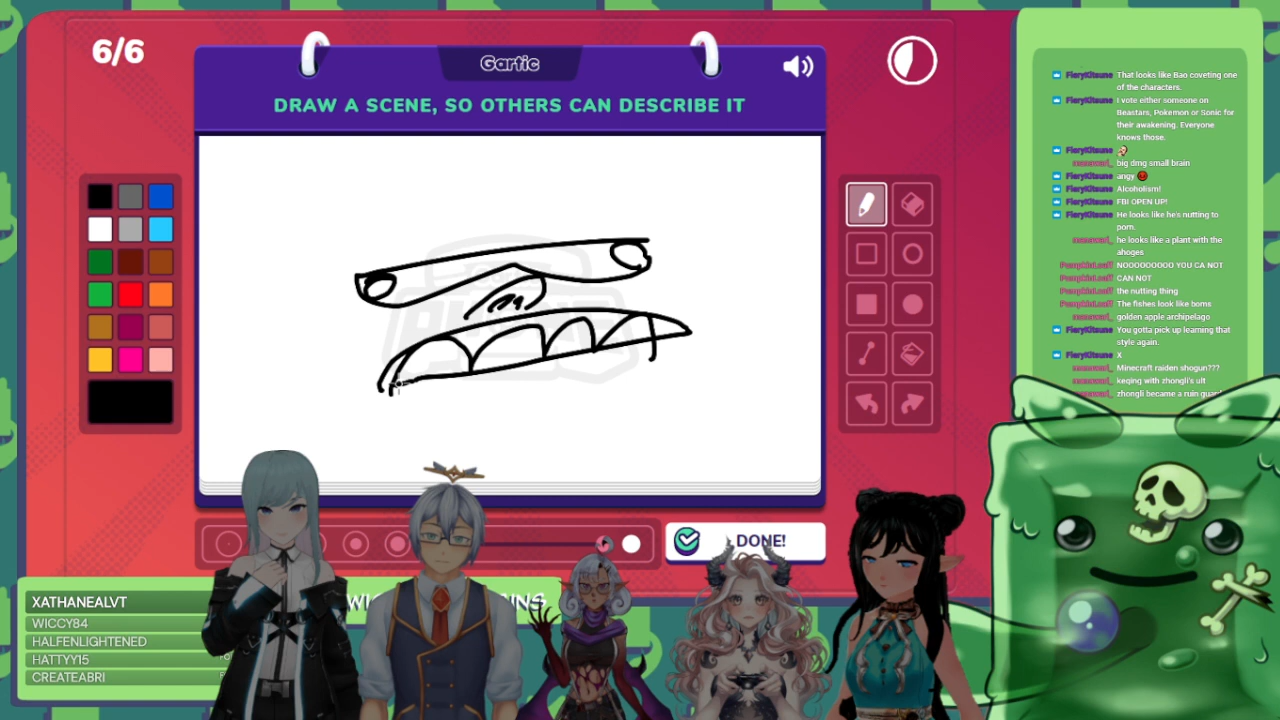 6/6
Gartic
DRAW A SCENE, SO OTHERS CAN DESCRIBE IT
FieryKitsune That looks like Bao coveting one
of the characters.
FieryKitsune I vote either someone on
Beastars, Pokemon or Sonic for
their awakening. Everyone
knows those.
FieryKitsune
big dmg small brain
FieryKitsune angy
FieryKitsune Alcoholism!
FieryKitsune FBI OPEN UP!
FieryKitsune He looks like he's nutting to
porn.
he looks like a plant with the
ahoges
NOOOOOOOO YOU CA NOT
CAN NOT
the nutting thing
The fishes look like borns
golden apple archipelago
FieryKitsune You gotta pick up learning that
style again.
FieryKitsune X
Minecraft raiden shogun???
keqing with zhongli's ult
zhongli became a ruin guar
DONE!
XATHANEALVT
WICCY84
HALFENLIGHTENED
HATTYY15
CREATEABRI